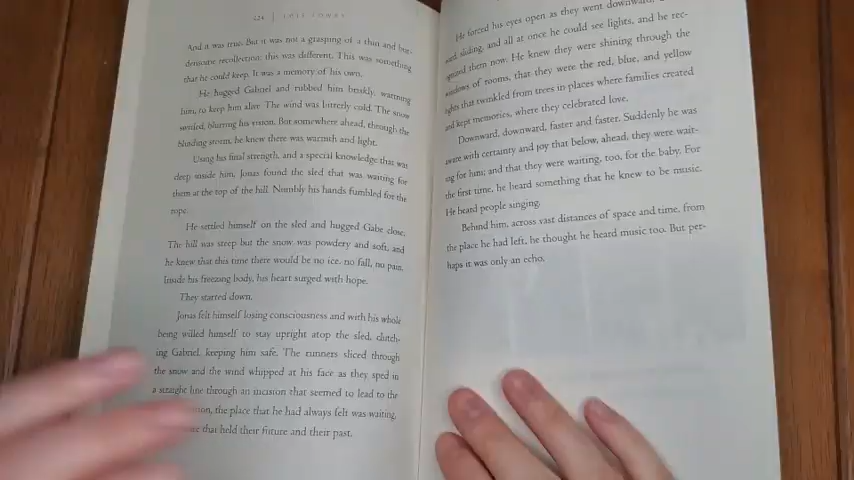 224 | LOIS LOWRY
And it was true. But it was not a grasping of a thin and bur-
densome recollection; this was different. This was something
that he could keep. It was a memory of his own.
He hugged Gabriel and rubbed him briskly, warming
him, to keep him alive. The wind was bitterly cold. The snow
swirled, blurring his vision. But somewhere ahead, through the
blinding storm, he knew there was warmth and light.
Using his final strength, and a special knowledge that was
deep inside him, Jonas found the sled that was waiting for
them at the top of the hill. Numbly his hands fumbled for the
rope.
He settled himself on the sled and hugged Gabe close.
The hill was steep but the snow was powdery and soft, and
he knew that this time there would be no ice, no fall, no pain.
Inside his freezing body, his heart surged with hope.
They started down.
Jonas felt himself losing consciousness and with his whole
being willed himself to stay upright atop the sled, clutch-
ing Gabriel, keeping him safe. The runners sliced through
the snow and the wind whipped at his face as they sped in
a straight line through an incision that seemed to lead to the
the place that he had always felt was waiting,
that held their future and their past.
He forced his eyes open as they went downward,
sliding, and all at once he could see lights, and he rec-
ognized them now. He knew they were shining through the
windows of rooms, that they were the red, blue, and yellow
lights that twinkled from trees in places where families created
and kept memories, where they celebrated love.
Downward, downward, faster and faster. Suddenly he was
aware with certainty and joy that below, ahead, they were wait-
ing for him; and that they were waiting, too, for the baby. For
the first time, he heard something that he knew to be music.
He heard people singing.
Behind him, across vast distances of space and time, from
the place he had left, he thought he heard music too. But per-
haps it was only an echo.